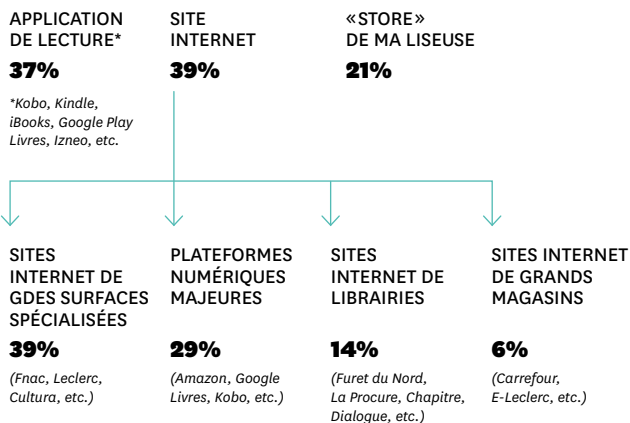 APPLICATION
DE LECTURE*
37%
*Kobo, Kindle,
iBooks, Google Play
Livres, Izneo, etc.
SITE
INTERNET
39%
«STORE»
DE MA LISEUSE
21%
SITES
INTERNET DE
GDES SURFACES
SPÉCIALISÉES
39%
(Fnac, Leclerc,
Cultura, etc.)
PLATEFORMES
NUMÉRIQUES
MAJEURES
29%
(Amazon, Google
Livres, Kobo, etc.)
SITES
INTERNET DE
LIBRAIRIES
14%
(Furet du Nord,
La Procure, Chapitre,
Dialogue, etc.)
SITES INTERNET
DE GRANDS
MAGASINS
6%
(Carrefour,
E-Leclerc, etc.)